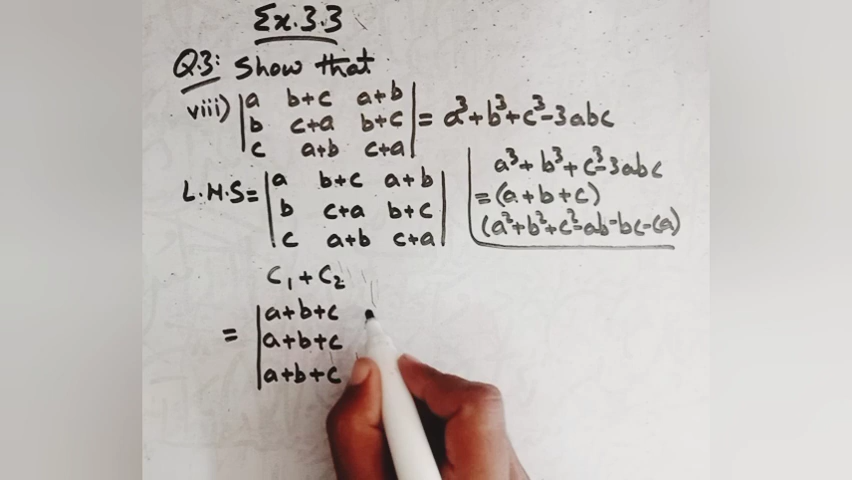 Ex.3.3
Q.3: Show that
viii) |a b+c a+b|
|b c+a b+c| = a³+b³+c³-3abc
|c a+b c+a|
L.H.S = |a b+c a+b|
|b c+a b+c|
|c a+b c+a|
a³+b³+c³-3abc
=(a+b+c)
(a²+b²+c²-ab-bc-ca)
C₁+C₂
= |a+b+c
|a+b+c
|a+b+c